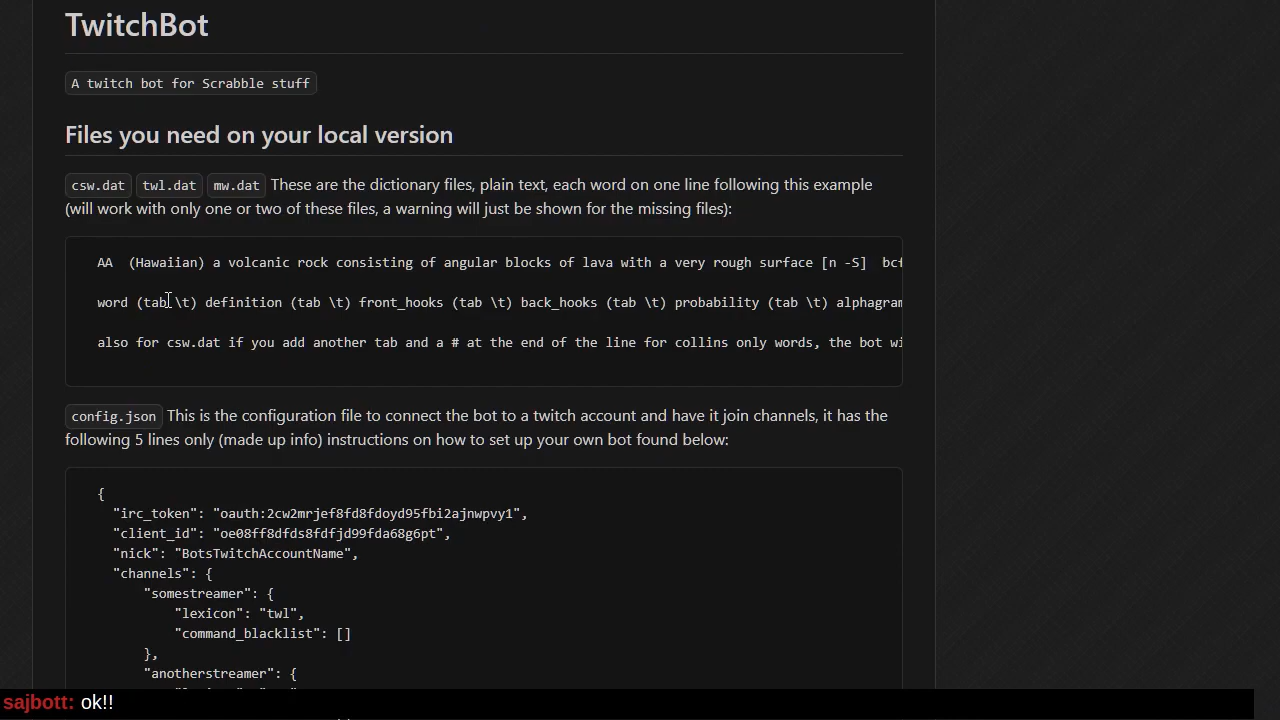 TwitchBot
A twitch bot for Scrabble stuff
Files you need on your local version
csw.dat twl.dat mw.dat These are the dictionary files, plain text, each word on one line following this example
(will work with only one or two of these files, a warning will just be shown for the missing files):
AA (Hawaiian) a volcanic rock consisting of angular blocks of lava with a very rough surface [n -S] bcf
word (tab \t) definition (tab \t) front_hooks (tab \t) back_hooks (tab \t) probability (tab \t) alphagram
also for csw.dat if you add another tab and a # at the end of the line for collins only words, the bot wi
config.json This is the configuration file to connect the bot to a twitch account and have it join channels, it has the
following 5 lines only (made up info) instructions on how to set up your own bot found below:
{
"irc_token": "oauth:2cw2mrjef8fd8fdoyd95fbi2ajnwpvy1",
"client_id": "oe08ff8dfds8fdfjd99fda68g6pt",
"nick": "BotsTwitchAccountName",
"channels": {
"somestreamer": {
"lexicon": "twl",
"command_blacklist": []
},
"anotherstreamer": {
sajbott: ok!!